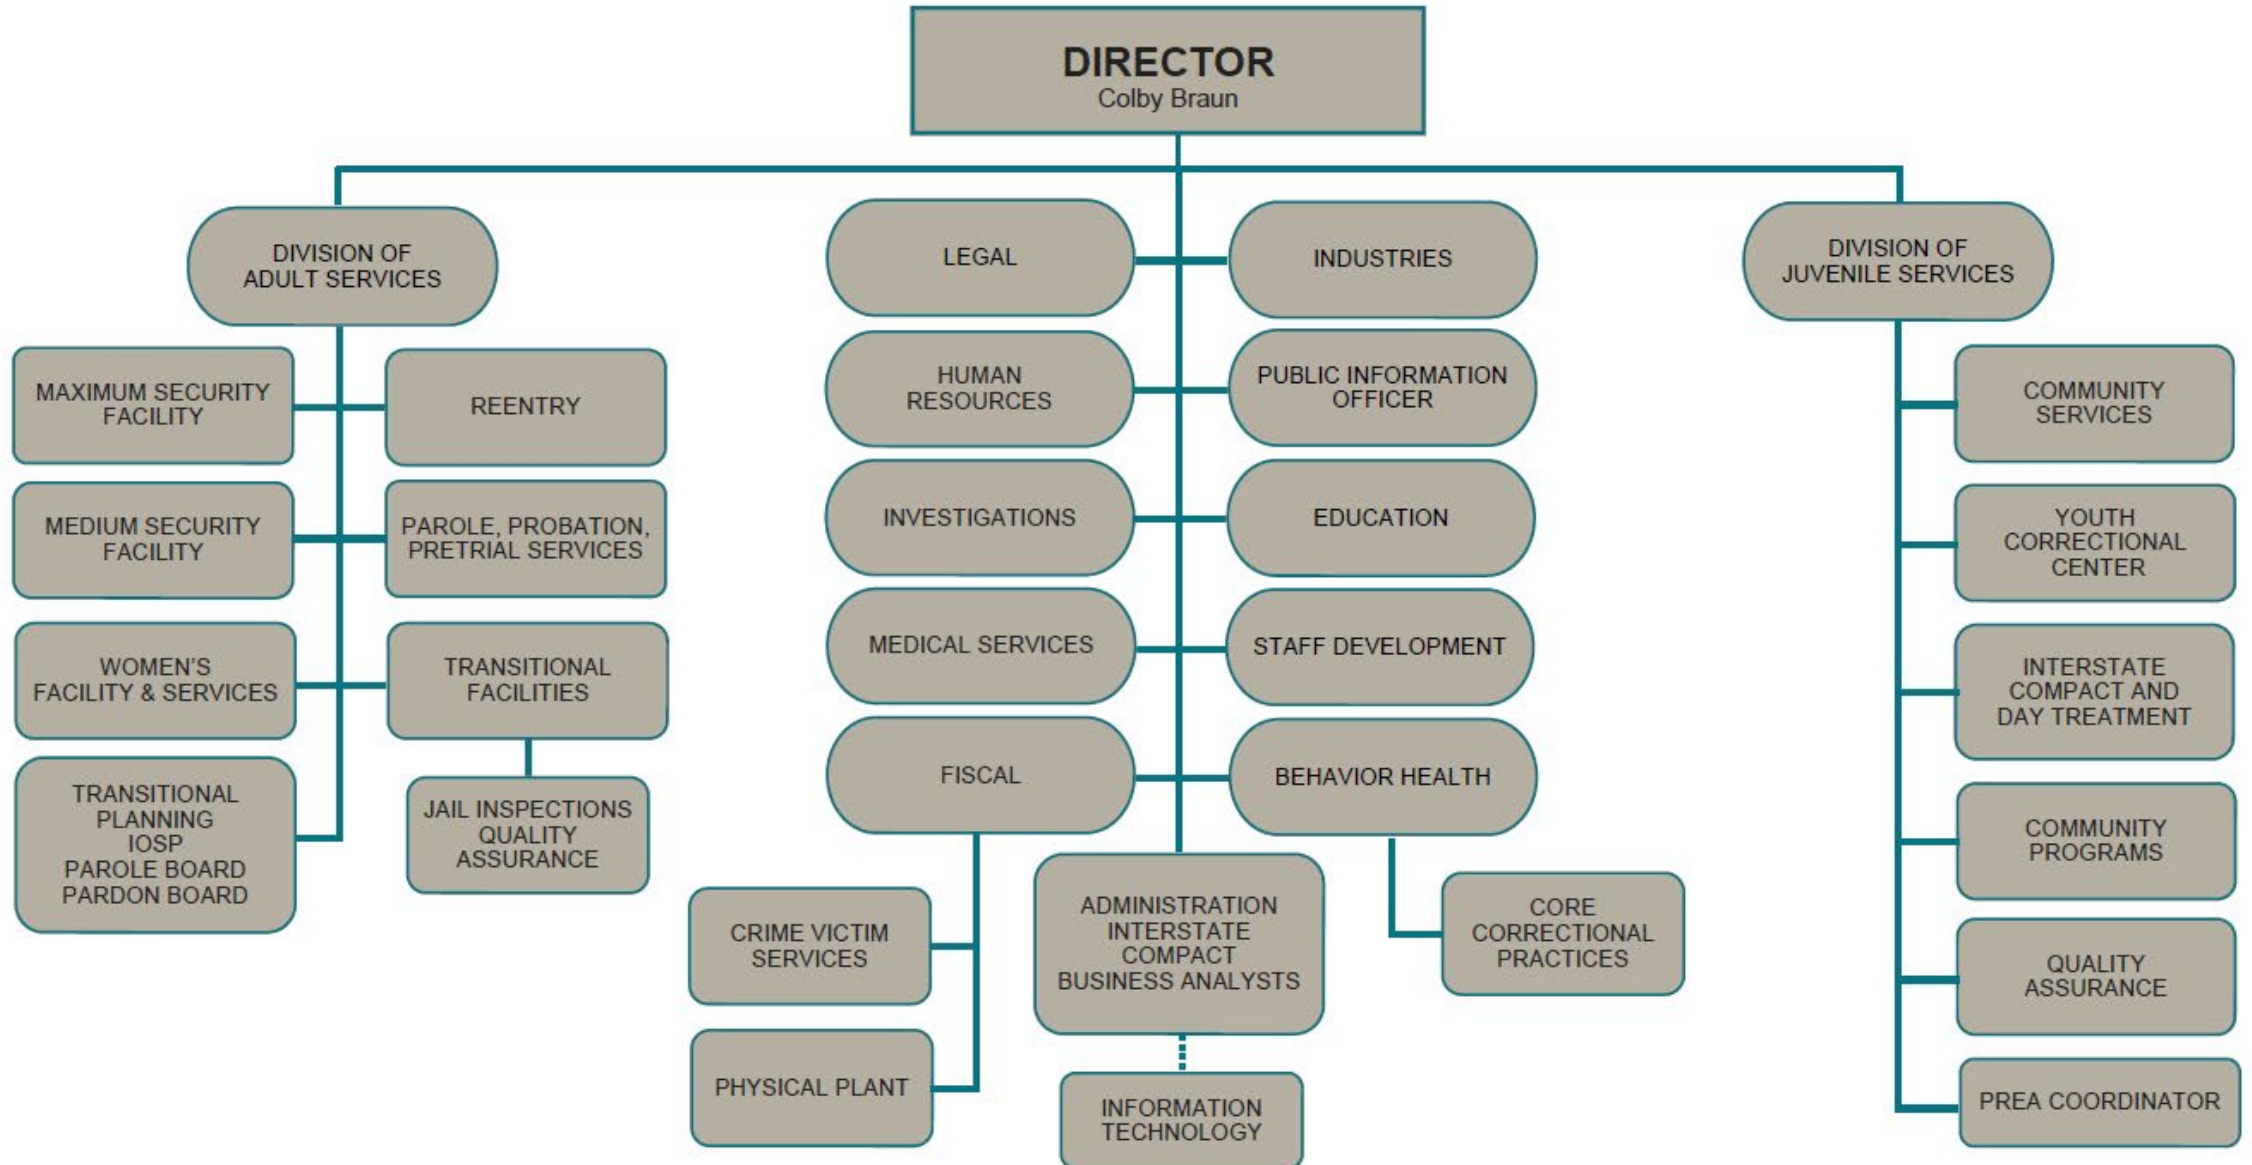 DIRECTOR
Colby Braun
DIVISION OF
ADULT SERVICES
MAXIMUM SECURITY
FACILITY
REENTRY
MEDIUM SECURITY
FACILITY
PAROLE, PROBATION,
PRETRIAL SERVICES
WOMEN'S
FACILITY & SERVICES
TRANSITIONAL
FACILITIES
TRANSITIONAL
PLANNING
IOSP
PAROLE BOARD
PARDON BOARD
JAIL INSPECTIONS
QUALITY
ASSURANCE
LEGAL
INDUSTRIES
HUMAN
RESOURCES
PUBLIC INFORMATION
OFFICER
INVESTIGATIONS
EDUCATION
MEDICAL SERVICES
STAFF DEVELOPMENT
FISCAL
BEHAVIOR HEALTH
CRIME VICTIM
SERVICES
PHYSICAL PLANT
ADMINISTRATION
INTERSTATE
COMPACT
BUSINESS ANALYSTS
INFORMATION
TECHNOLOGY
CORE
CORRECTIONAL
PRACTICES
DIVISION OF
JUVENILE SERVICES
COMMUNITY
SERVICES
YOUTH
CORRECTIONAL
CENTER
INTERSTATE
COMPACT AND
DAY TREATMENT
COMMUNITY
PROGRAMS
QUALITY
ASSURANCE
PREA COORDINATOR